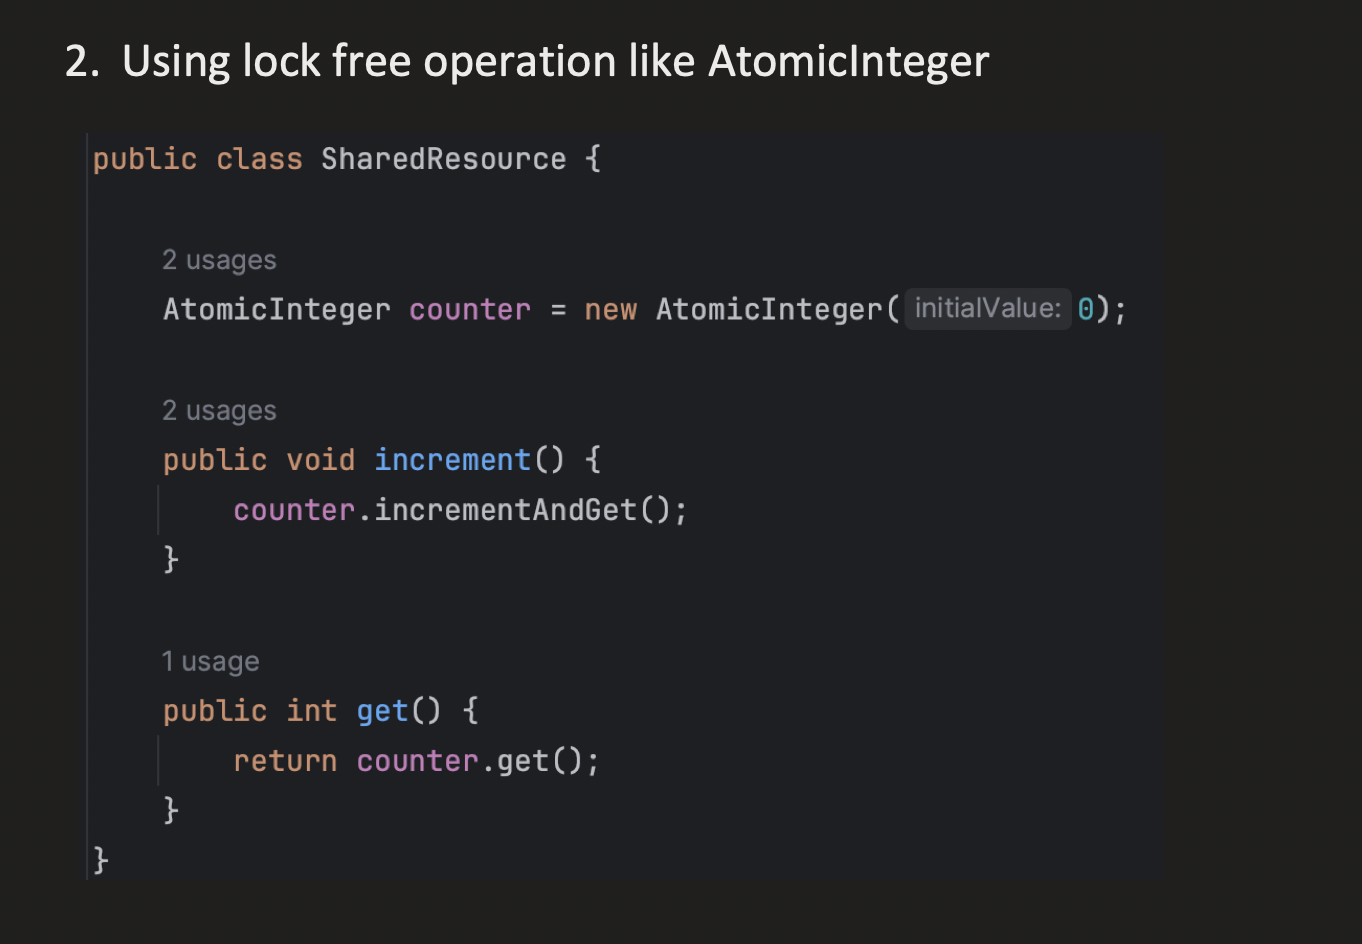 2. Using lock free operation like AtomicInteger
public class SharedResource {
2 usages
AtomicInteger counter = new AtomicInteger( initialValue: 0);
2 usages
public void increment() {
counter.incrementAndGet();
}
1 usage
public int get() {
return counter.get();
}
}